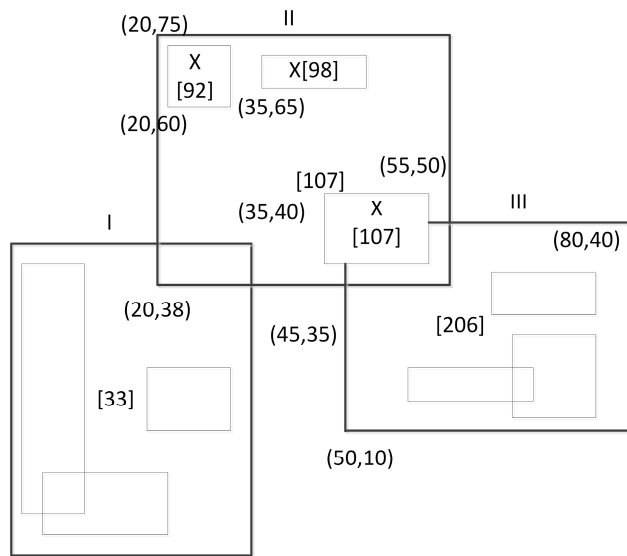 (20,75)
II
X
[92]
X[98]
(20,60)
(35,65)
(55,50)
[107]
(35,40)
X
[107]
III
I
(80,40)
(20,38)
(45,35)
[206]
[33]
(50,10)